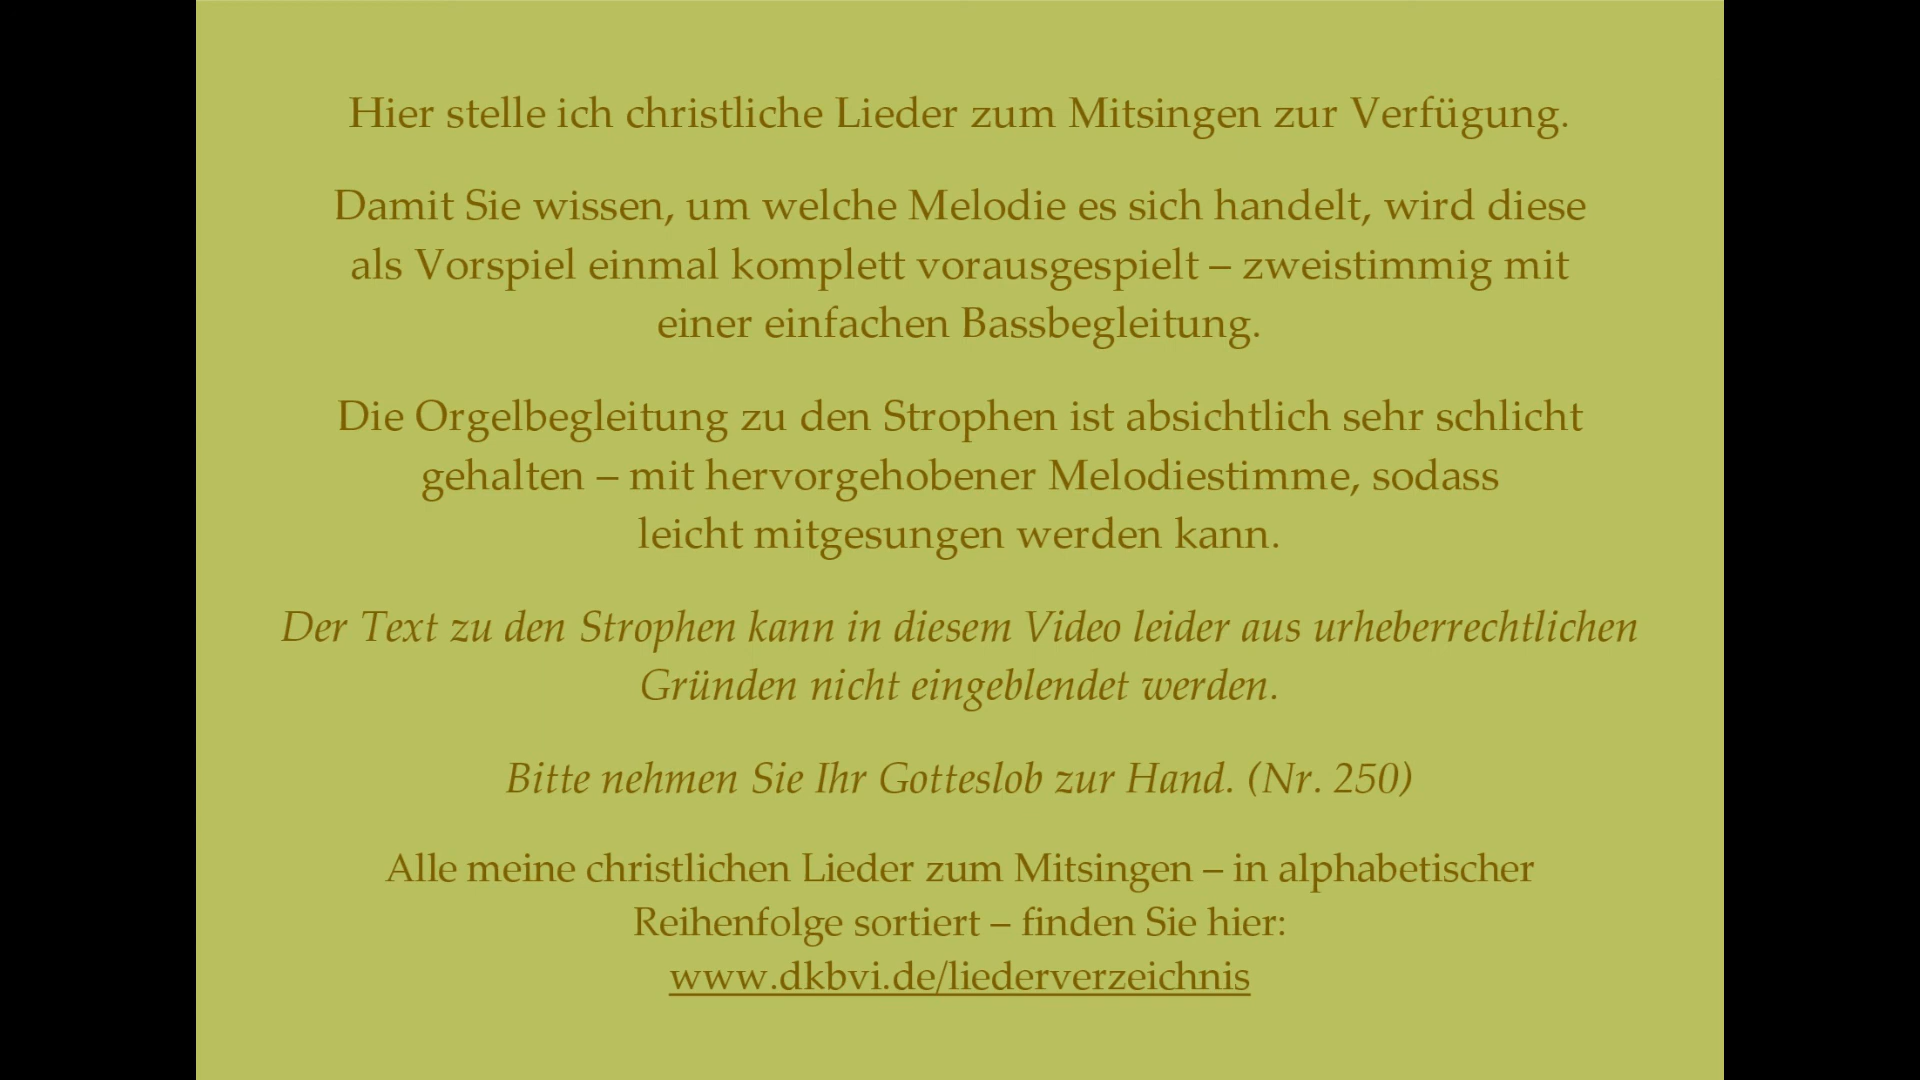 Hier stelle ich christliche Lieder zum Mitsingen zur Verfügung.
Damit Sie wissen, um welche Melodie es sich handelt, wird diese
als Vorspiel einmal komplett vorausgespielt – zweistimmig mit
einer einfachen Bassbegleitung.
Die Orgelbegleitung zu den Strophen ist absichtlich sehr schlicht
gehalten – mit hervorgehobener Melodiestimme, sodass
leicht mitgesungen werden kann.
Der Text zu den Strophen kann in diesem Video leider aus urheberrechtlichen
Gründen nicht eingeblendet werden.
Bitte nehmen Sie Ihr Gotteslob zur Hand. (Nr. 250)
Alle meine christlichen Lieder zum Mitsingen – in alphabetischer
Reihenfolge sortiert – finden Sie hier:
www.dkbvi.de/liederverzeichnis